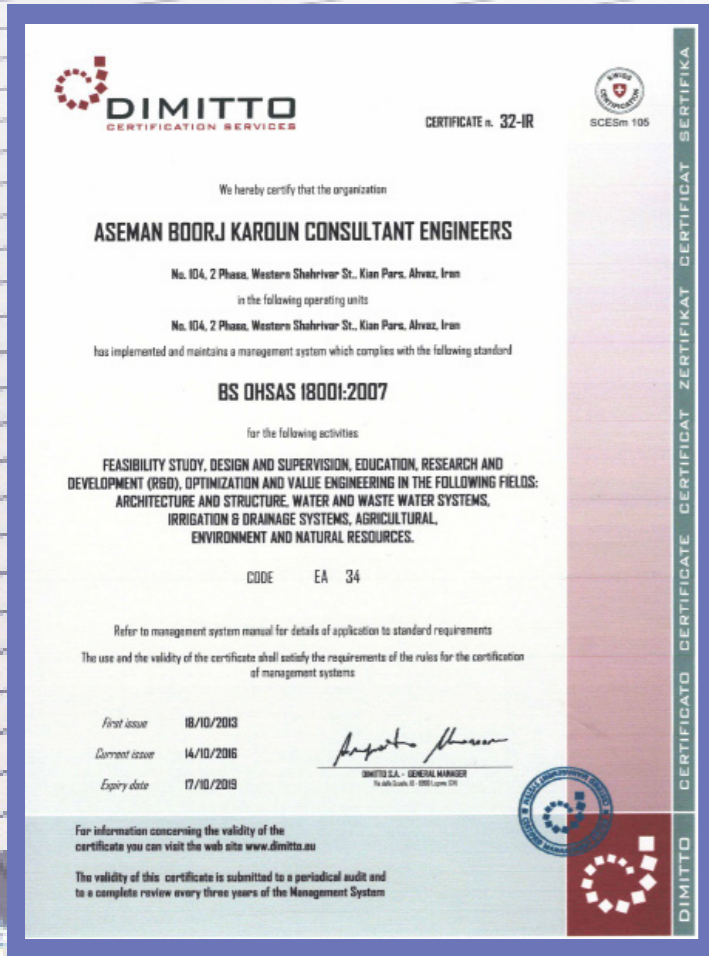 DIMITTO
CERTIFICATION SERVICES
CERTIFICATE n. 32-IR
SWISS
CERTIFICATION
SCESm 105
We hereby certify that the organization
ASEMAN BOORJ KAROUN CONSULTANT ENGINEERS
No. 104, 2 Phase, Western Shahrivar St., Kian Pars, Ahvaz, Iran
in the following operating units
No. 104, 2 Phase, Western Shahrivar St., Kian Pars, Ahvaz, Iran
has implemented and maintains a management system which complies with the following standard
BS OHSAS 18001:2007
for the following activities
FEASIBILITY STUDY, DESIGN AND SUPERVISION, EDUCATION, RESEARCH AND
DEVELOPMENT (R&D), OPTIMIZATION AND VALUE ENGINEERING IN THE FOLLOWING FIELDS:
ARCHITECTURE AND STRUCTURE, WATER AND WASTE WATER SYSTEMS,
IRRIGATION & DRAINAGE SYSTEMS, AGRICULTURAL,
ENVIRONMENT AND NATURAL RESOURCES.
CODE EA 34
Refer to management system manual for details of application to standard requirements
The use and the validity of the certificate shall satisfy the requirements of the rules for the certification
of management systems
First issue 18/10/2013
Current issue 14/10/2016
Expiry date 17/10/2019
DIMITTO S.A. - GENERAL MANAGER
For information concerning the validity of the
certificate you can visit the web site www.dimitto.eu
The validity of this certificate is submitted to a periodical audit and
to a complete review every three years of the Management System
DIMITTO CERTIFICATO CERTIFICATE CERTIFICAT ZERTIFIKAT CERTIFICAT SERTIFIKA